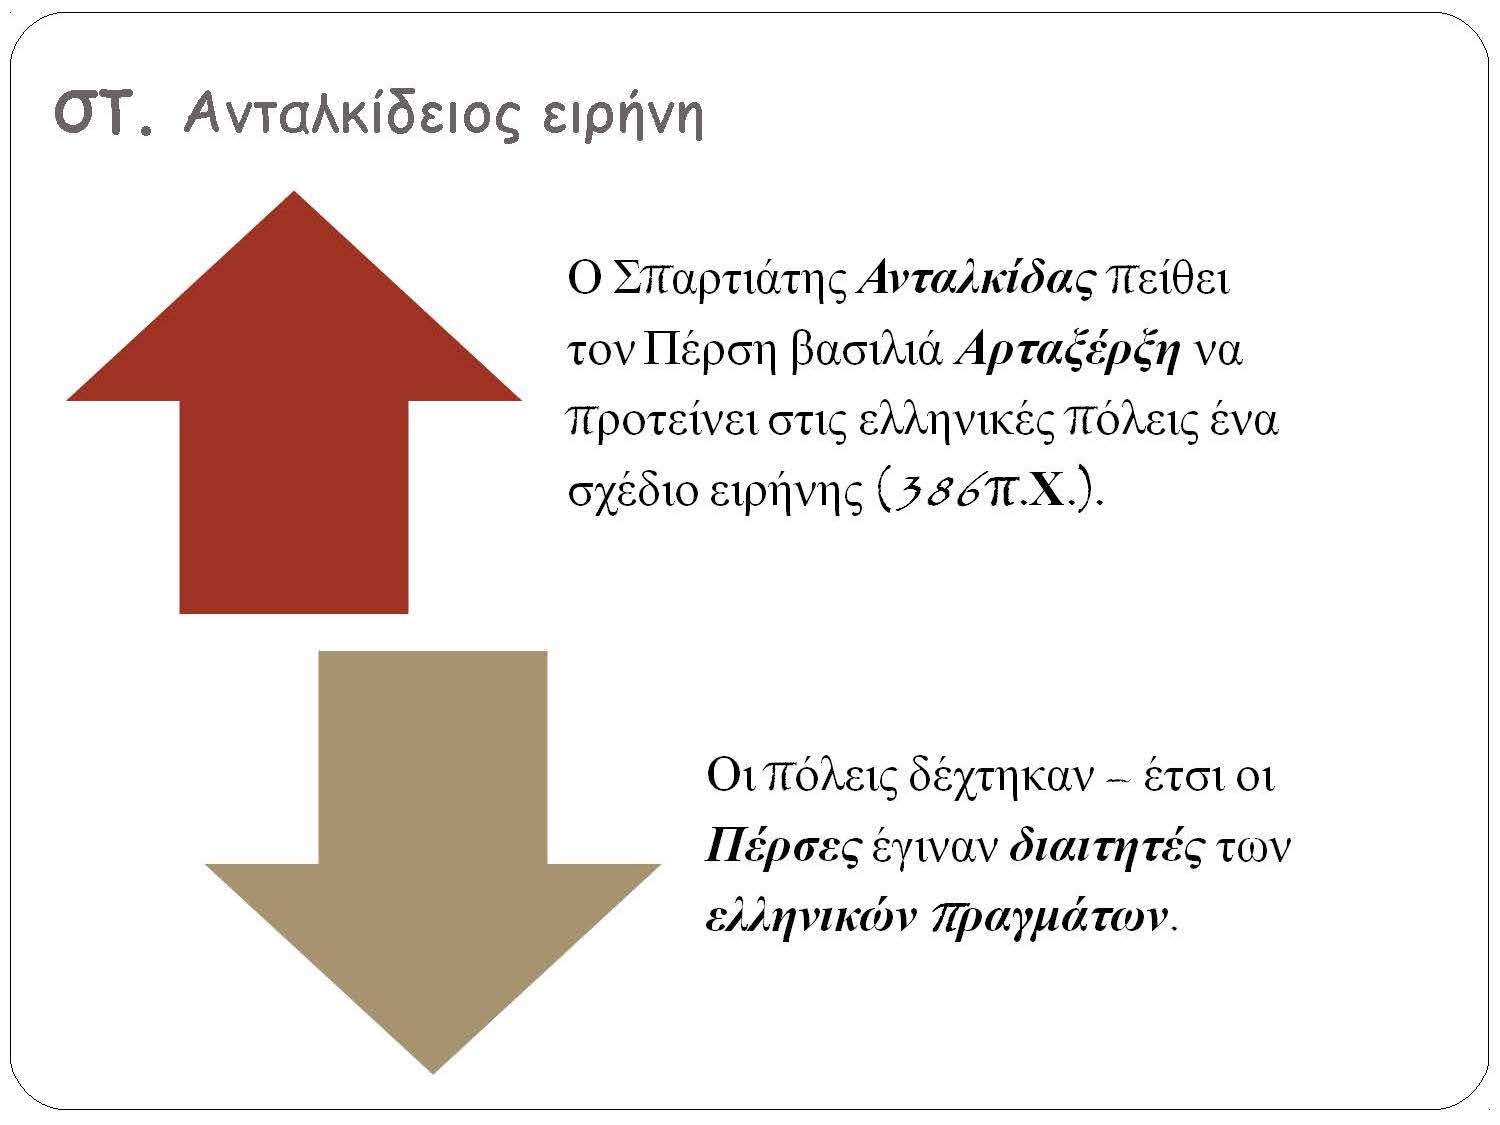 στ. Ανταλκίδειος ειρήνη
Ο Σπαρτιάτης Ανταλκίδας πείθει
τον Πέρση βασιλιά Αρταξέρξη να
προτείνει στις ελληνικές πόλεις ένα
σχέδιο ειρήνης (386π.Χ.).
Οι πόλεις δέχτηκαν – έτσι οι
Πέρσες έγιναν διαιτητές των
ελληνικών πραγμάτων.